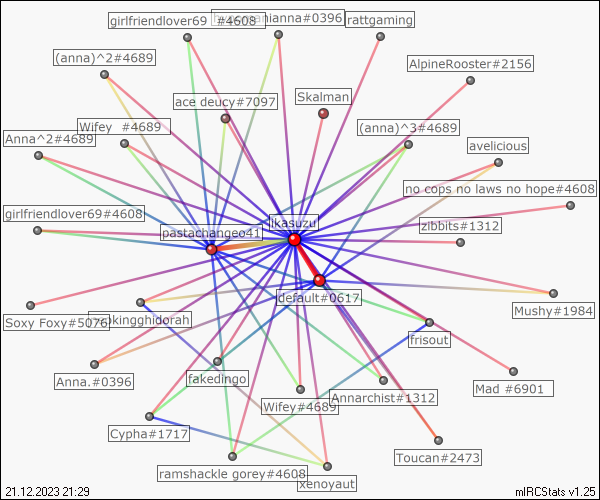 girlfriendlover69 #4608
anianna#0396
rattgaming
(anna)^2#4689
AlpineRooster#2156
ace deucy#7097
Skalman
Wifey #4689
(anna)^3#4689
Anna^2#4689
avelicious
no cops no laws no hope#4608
girlfriendlover69#4608
likasuzu
zibbits#1312
pastachangeo41
default#0617
Soxy Foxy#5076
kingghidorah
Mushy#1984
frisout
Anna.#0396
fakedingo
Annarchist#1312
Mad #6901
Wifey#4689
Cypha#1717
Toucan#2473
ramshackle gorey#4608
xenoyaut
21.12.2023 21:29
mIRCStats v1.25